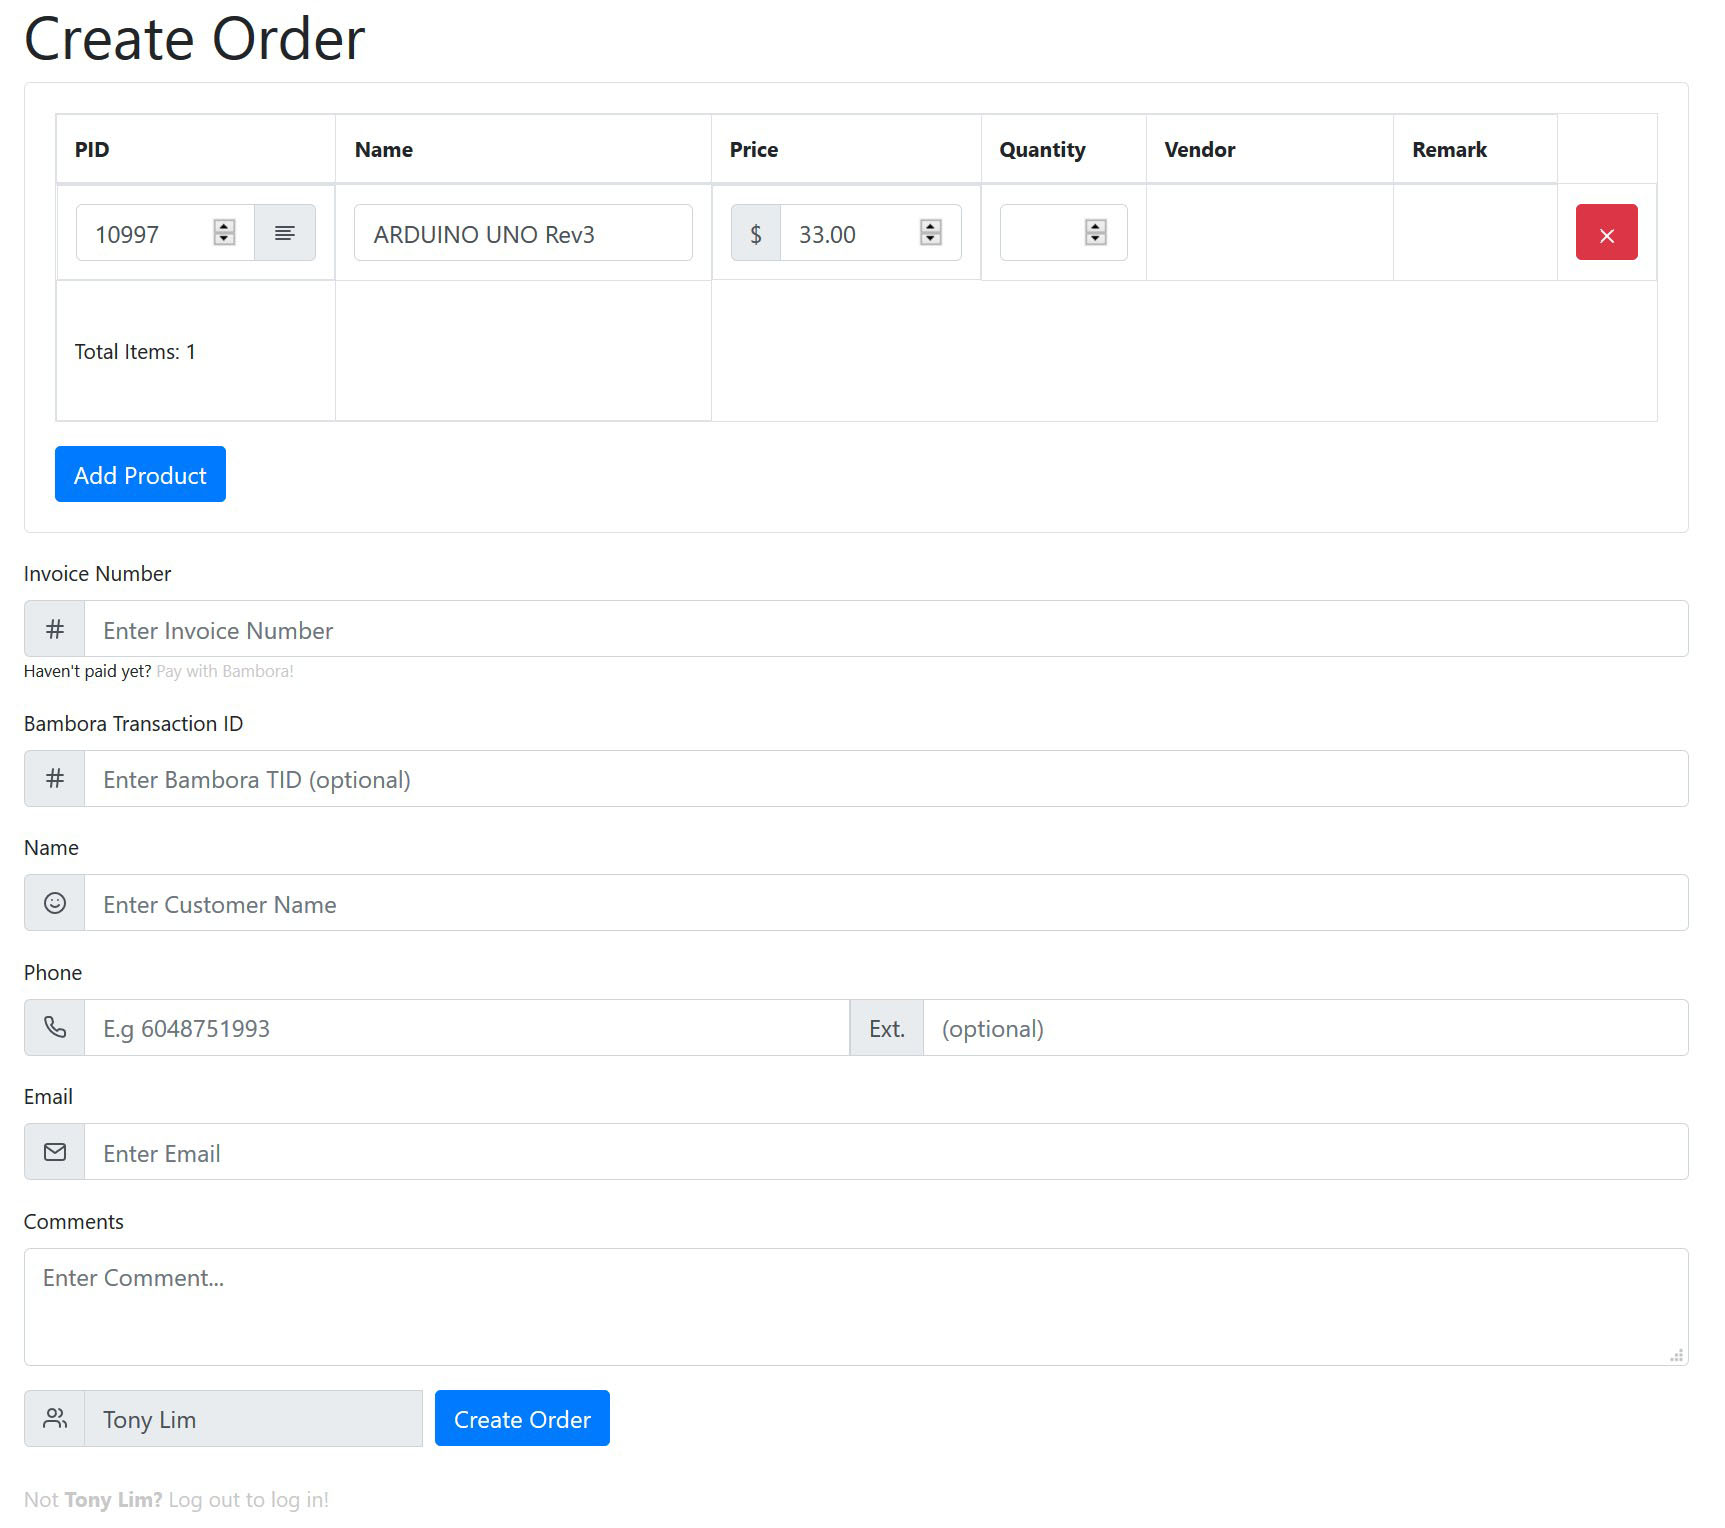 Create Order
PID Name Price Quantity Vendor Remark
10997 ARDUINO UNO Rev3 $ 33.00
Total Items: 1
Add Product
Invoice Number
# Enter Invoice Number
Haven't paid yet? Pay with Bambora!
Bambora Transaction ID
# Enter Bambora TID (optional)
Name
Enter Customer Name
Phone
E.g 6048751993 Ext. (optional)
Email
Enter Email
Comments
Enter Comment...
Tony Lim Create Order
Not Tony Lim? Log out to log in!